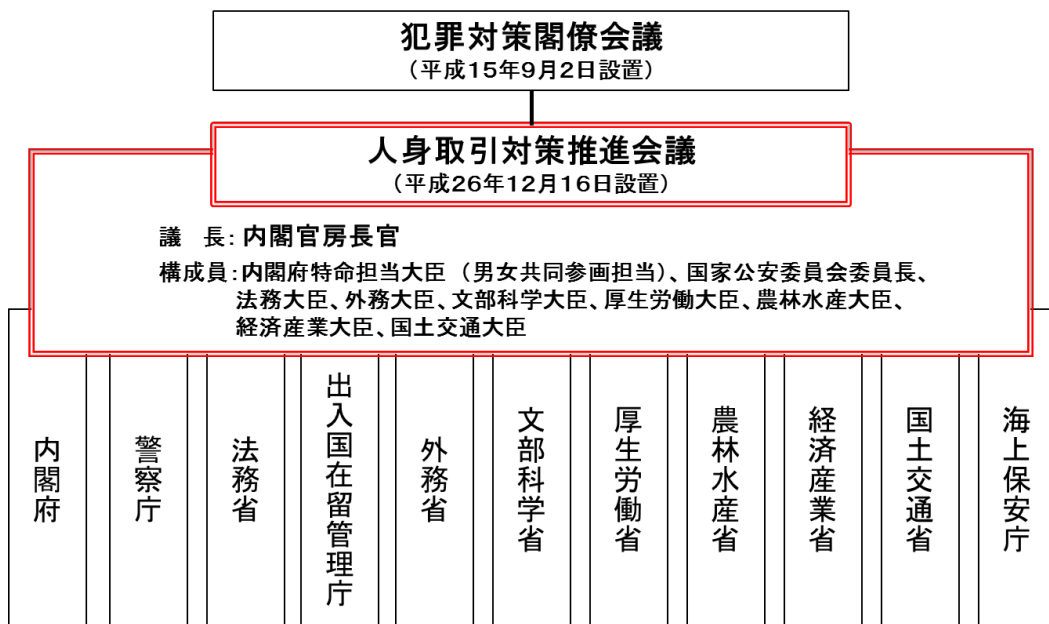 犯罪対策閣僚会議
（平成15年9月2日設置）
人身取引対策推進会議
（平成26年12月16日設置）
議　長：内閣官房長官
構成員：内閣府特命担当大臣（男女共同参画担当）、国家公安委員会委員長、
法務大臣、外務大臣、文部科学大臣、厚生労働大臣、農林水産大臣、
経済産業大臣、国土交通大臣
内閣府
警察庁
法務省
出入国在留管理庁
外務省
文部科学省
厚生労働省
農林水産省
経済産業省
国土交通省
海上保安庁